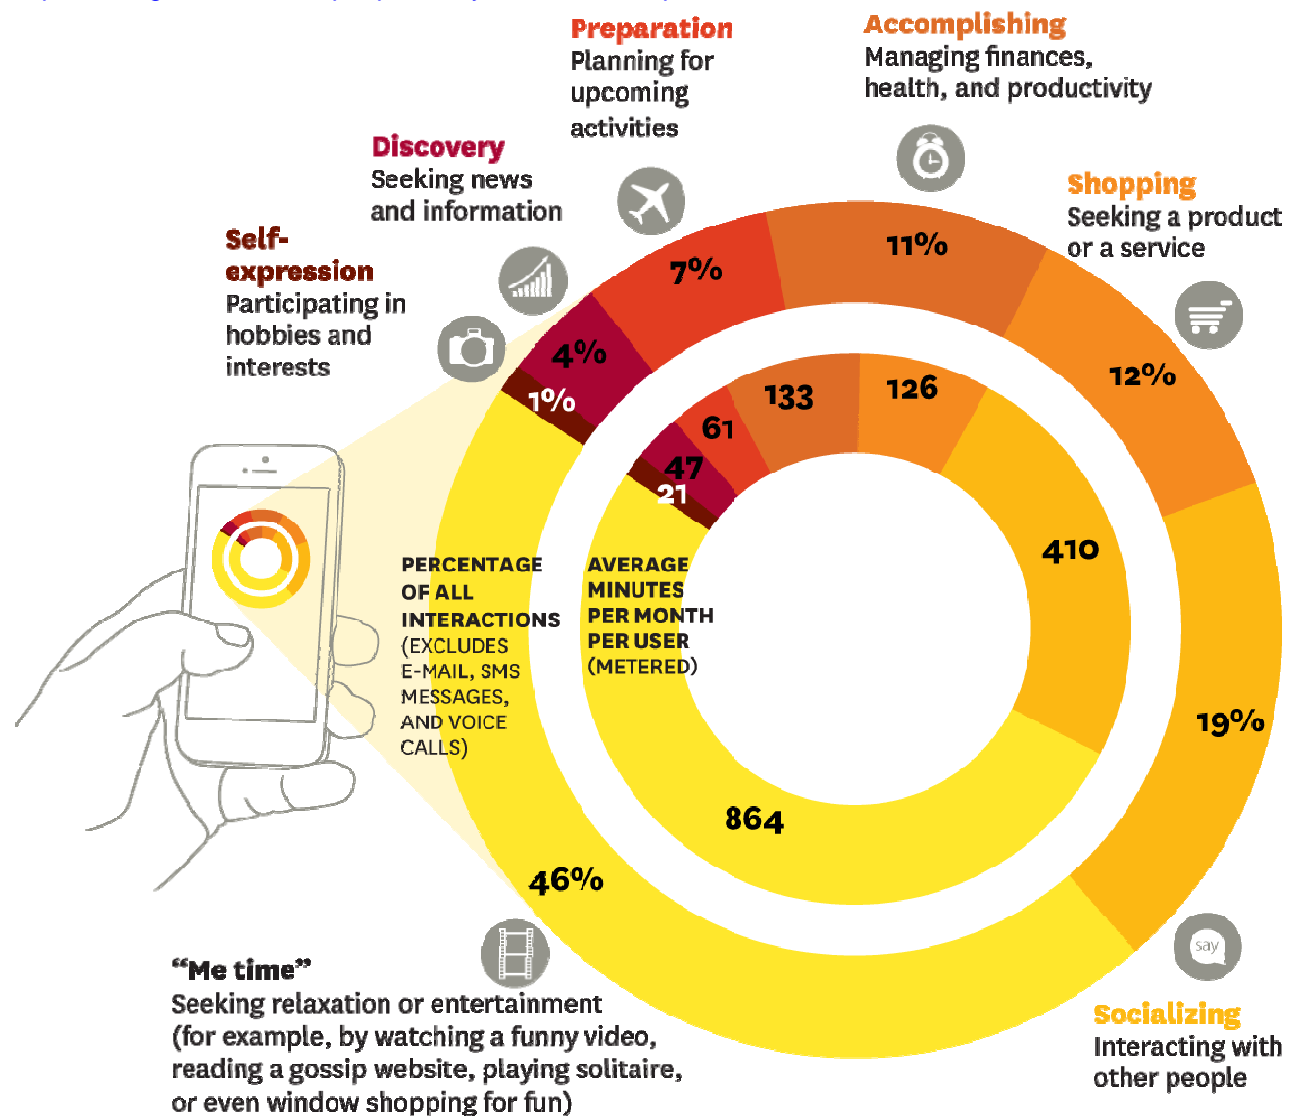 Preparation
Planning for
upcoming
activities
Accomplishing
Managing finances,
health, and productivity
Discovery
Seeking news
and information
Shopping
Seeking a product
or a service
Self-
expression
Participating in
hobbies and
interests
11%
7%
4%
1%
12%
19%
46%
133
126
61
47
21
410
864
PERCENTAGE
OF ALL
INTERACTIONS
(EXCLUDES
E-MAIL, SMS
MESSAGES,
AND VOICE
CALLS)
AVERAGE
MINUTES
PER MONTH
PER USER
(METERED)
say
“Me time”
Seeking relaxation or entertainment
(for example, by watching a funny video,
reading a gossip website, playing solitaire,
or even window shopping for fun)
Socializing
Interacting with
other people